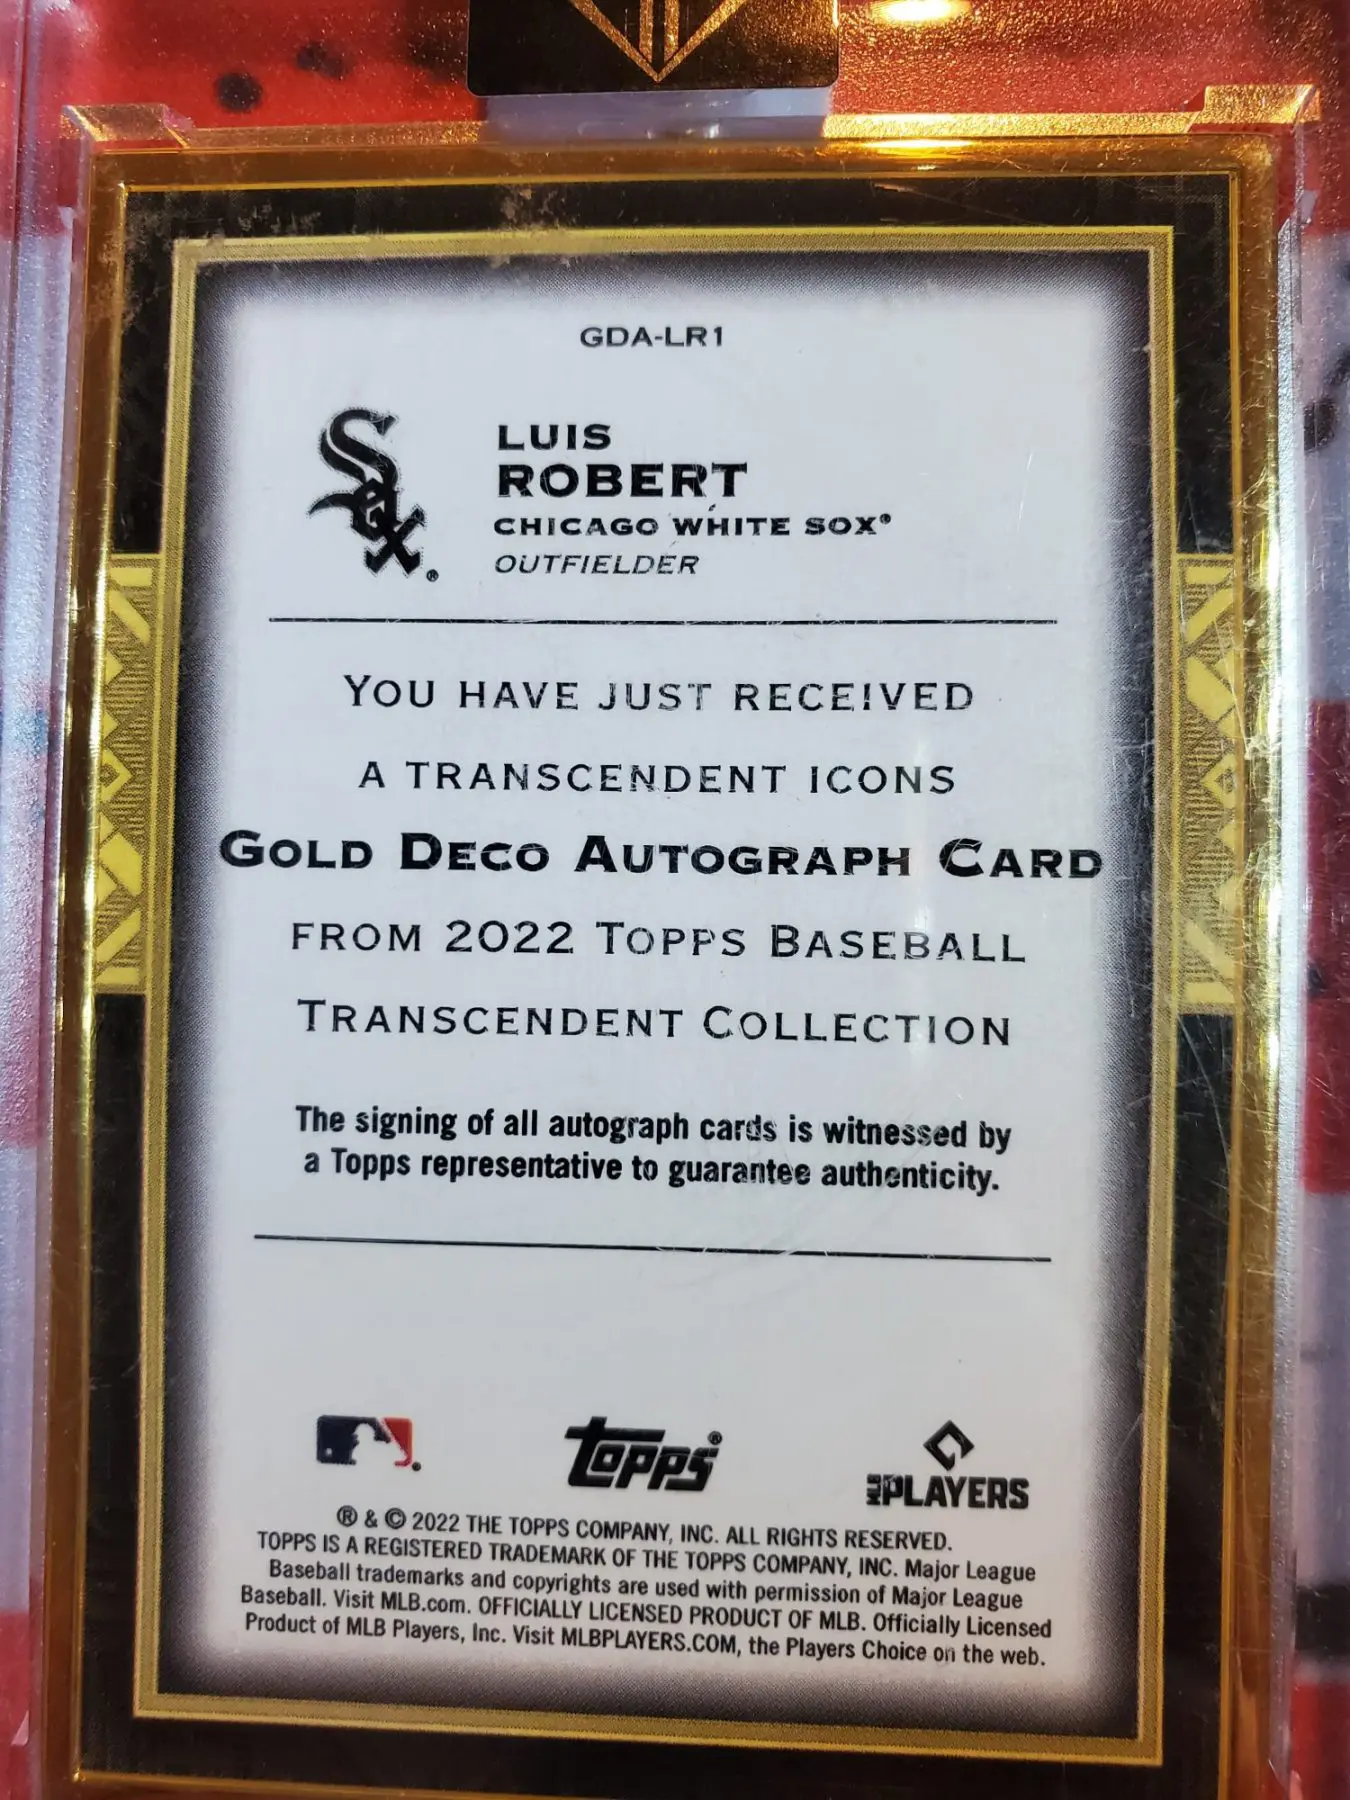 GDA-LR1
Sox®
LUIS
ROBERT
CHICAGO WHITE SOX®
OUTFIELDER
YOU HAVE JUST RECEIVED
A TRANSCENDENT ICONS
GOLD DECO AUTOGRAPH CARD
FROM 2022 TOPPS BASEBALL
TRANSCENDENT COLLECTION
The signing of all autograph cards is witnessed by
a Topps representative to guarantee authenticity.
topps®
MLB PLAYERS
® & © 2022 THE TOPPS COMPANY, INC. ALL RIGHTS RESERVED.
TOPPS IS A REGISTERED TRADEMARK OF THE TOPPS COMPANY, INC. Major League
Baseball trademarks and copyrights are used with permission of Major League
Baseball. Visit MLB.com. OFFICIALLY LICENSED PRODUCT OF MLB. Officially Licensed
Product of MLB Players, Inc. Visit MLBPLAYERS.COM, the Players Choice on the web.